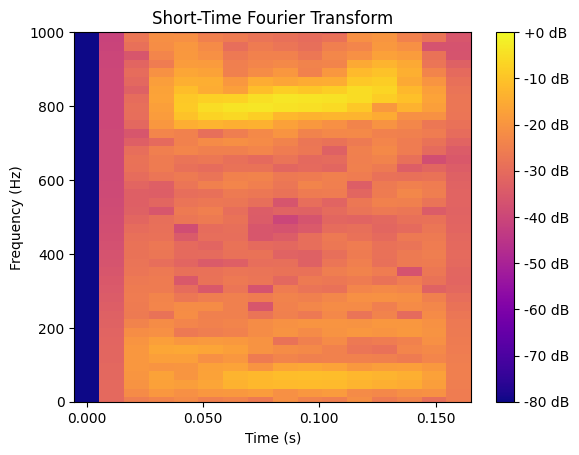 Short-Time Fourier Transform
1000
800
600
400
200
0
Frequency (Hz)
0.000
0.050
0.100
0.150
Time (s)
+0 dB
-10 dB
-20 dB
-30 dB
-40 dB
-50 dB
-60 dB
-70 dB
-80 dB